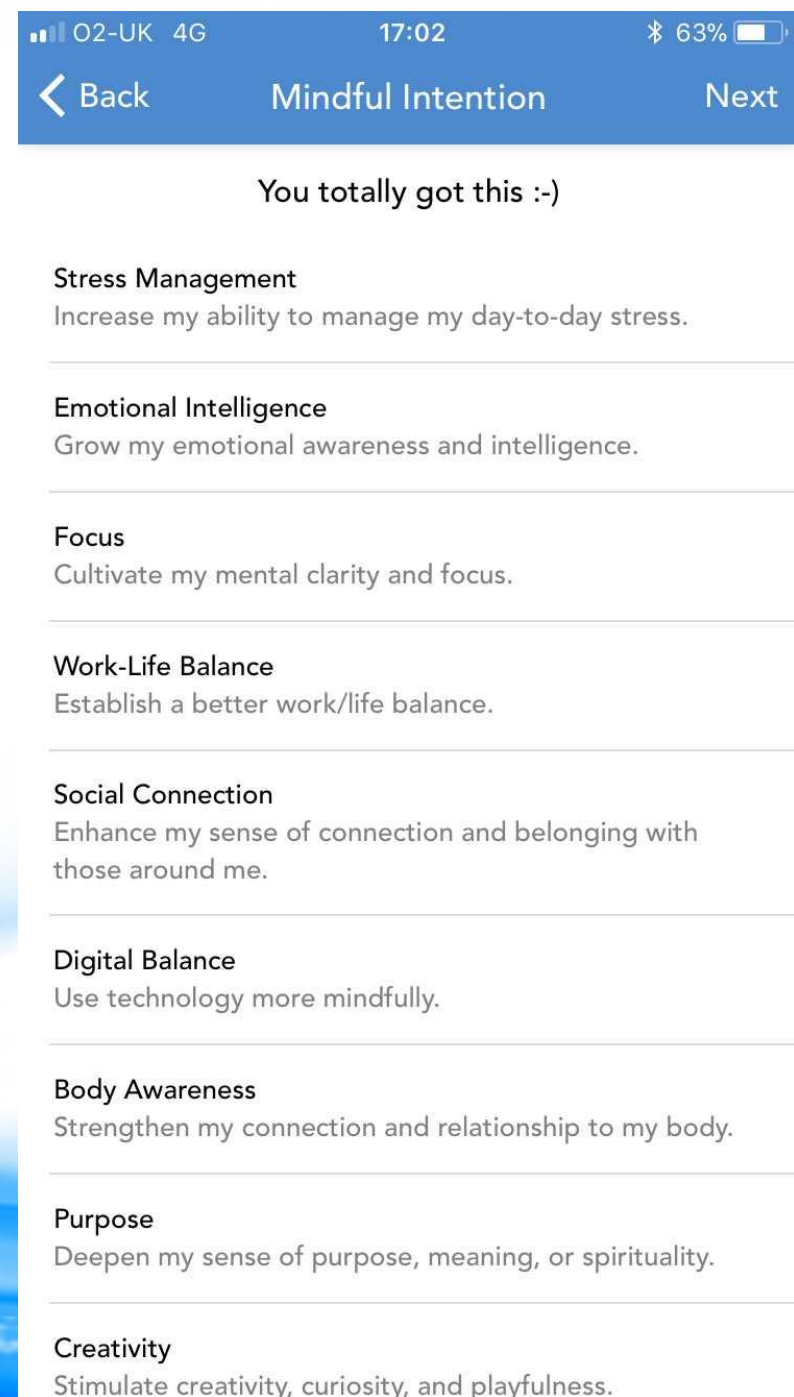 O2-UK 4G 17:02 63%
Back Mindful Intention Next
You totally got this :-)
Stress Management
Increase my ability to manage my day-to-day stress.
Emotional Intelligence
Grow my emotional awareness and intelligence.
Focus
Cultivate my mental clarity and focus.
Work-Life Balance
Establish a better work/life balance.
Social Connection
Enhance my sense of connection and belonging with
those around me.
Digital Balance
Use technology more mindfully.
Body Awareness
Strengthen my connection and relationship to my body.
Purpose
Deepen my sense of purpose, meaning, or spirituality.
Creativity
Stimulate creativity, curiosity, and playfulness.